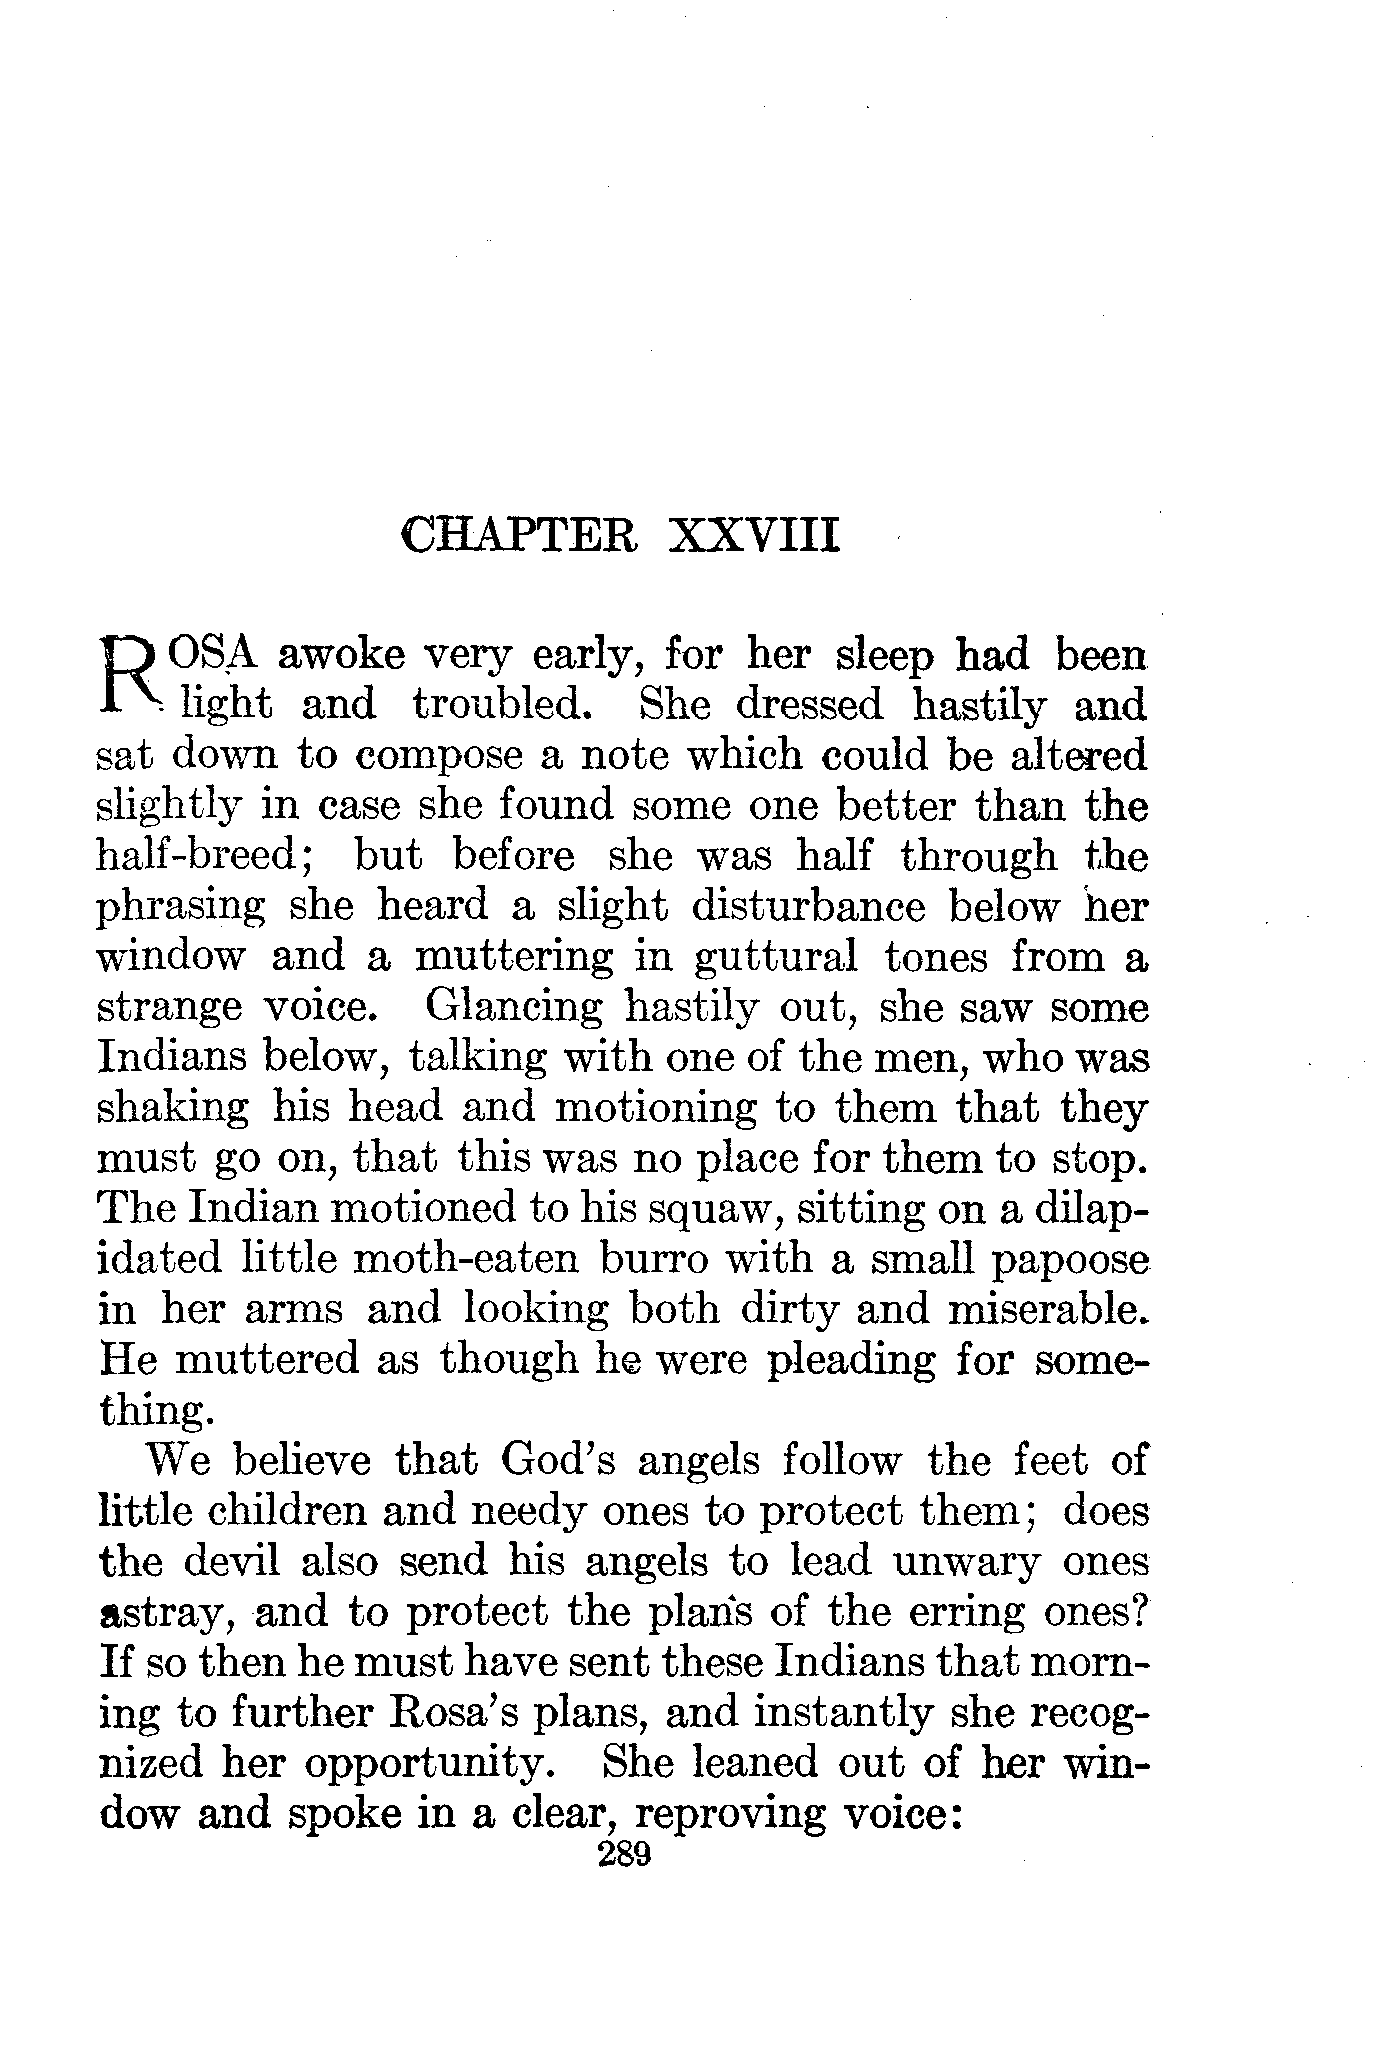 CHAPTER XXVIII
ROSA awoke very early, for her sleep had been
light and troubled. She dressed hastily and
sat down to compose a note which could be altered
slightly in case she found some one better than the
half-breed; but before she was half through the
phrasing she heard a slight disturbance below her
window and a muttering in guttural tones from a
strange voice. Glancing hastily out, she saw some
Indians below, talking with one of the men, who was
shaking his head and motioning to them that they
must go on, that this was no place for them to stop.
The Indian motioned to his squaw, sitting on a dilap-
idated little moth-eaten burro with a small papoose
in her arms and looking both dirty and miserable.
He muttered as though he were pleading for some-
thing.
We believe that God's angels follow the feet of
little children and needy ones to protect them; does
the devil also send his angels to lead unwary ones
astray, and to protect the plans of the erring ones?
If so then he must have sent these Indians that morn-
ing to further Rosa's plans, and instantly she recog-
nized her opportunity. She leaned out of her win-
dow and spoke in a clear, reproving voice:
289